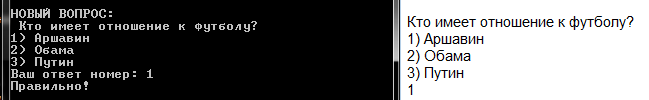 НОВЫЙ ВОПРОС:
Кто имеет отношение к футболу?
1) Аршавин
2) Обама
3) Путин
Ваш ответ номер: 1
Правильно!
Кто имеет отношение к футболу?
1) Аршавин
2) Обама
3) Путин
1